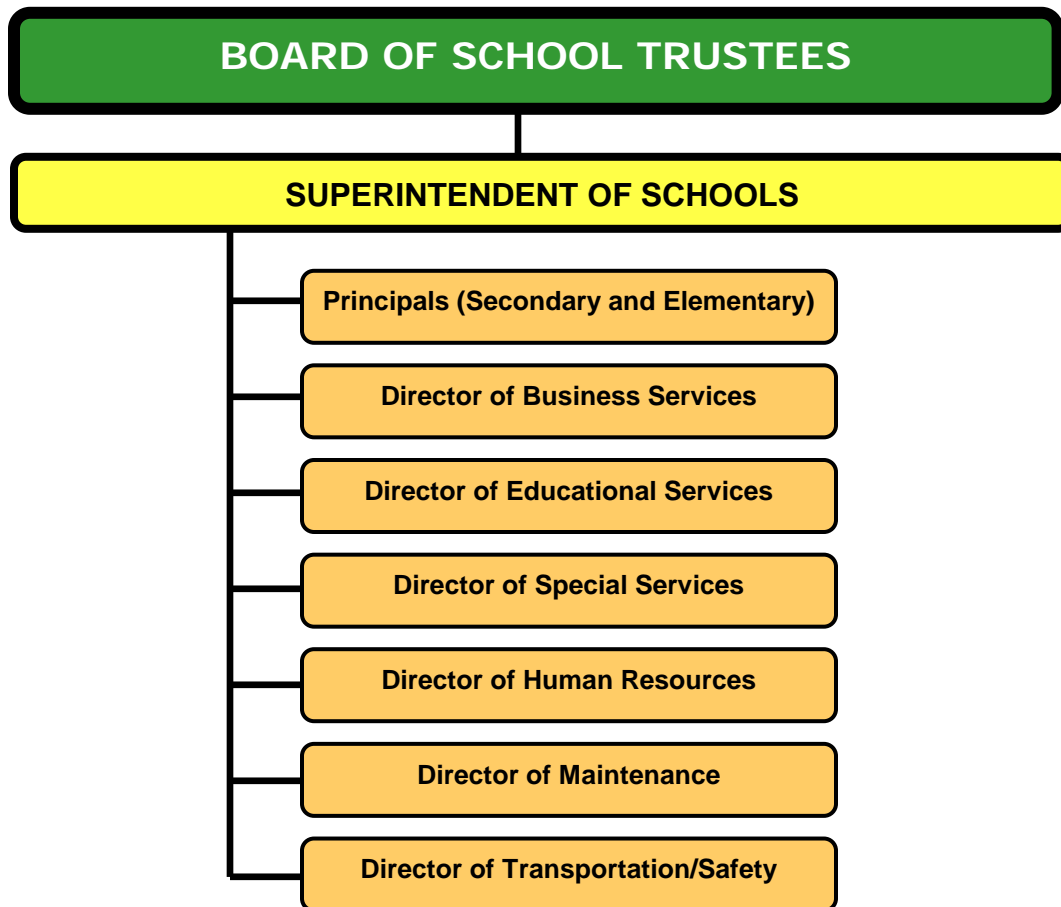 BOARD OF SCHOOL TRUSTEES
SUPERINTENDENT OF SCHOOLS
Principals (Secondary and Elementary)
Director of Business Services
Director of Educational Services
Director of Special Services
Director of Human Resources
Director of Maintenance
Director of Transportation/Safety